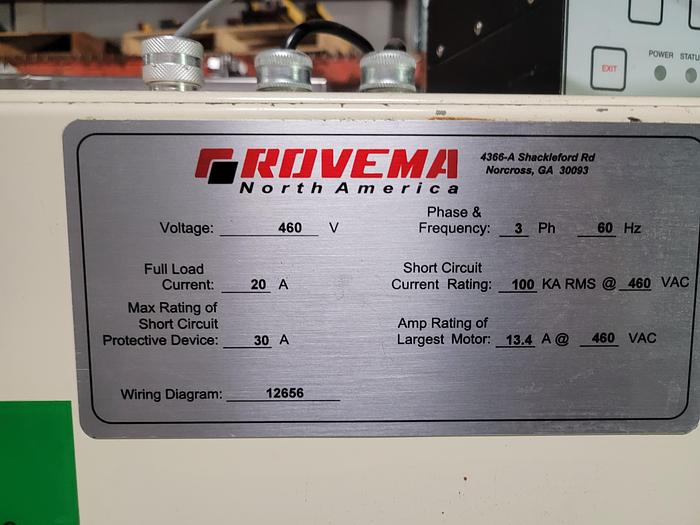 EXIT
POWER
ROVEMA
North America
4366-A Shackleford Rd
Norcross, GA 30093
Voltage: 460 V
Phase &
Frequency: 3 Ph 60 Hz
Full Load
Current: 20 A
Short Circuit
Current Rating: 100 KA RMS @ 460 VAC
Max Rating of
Short Circuit
Protective Device: 30 A
Amp Rating of
Largest Motor: 13.4 A @ 460 VAC
Wiring Diagram: 12656